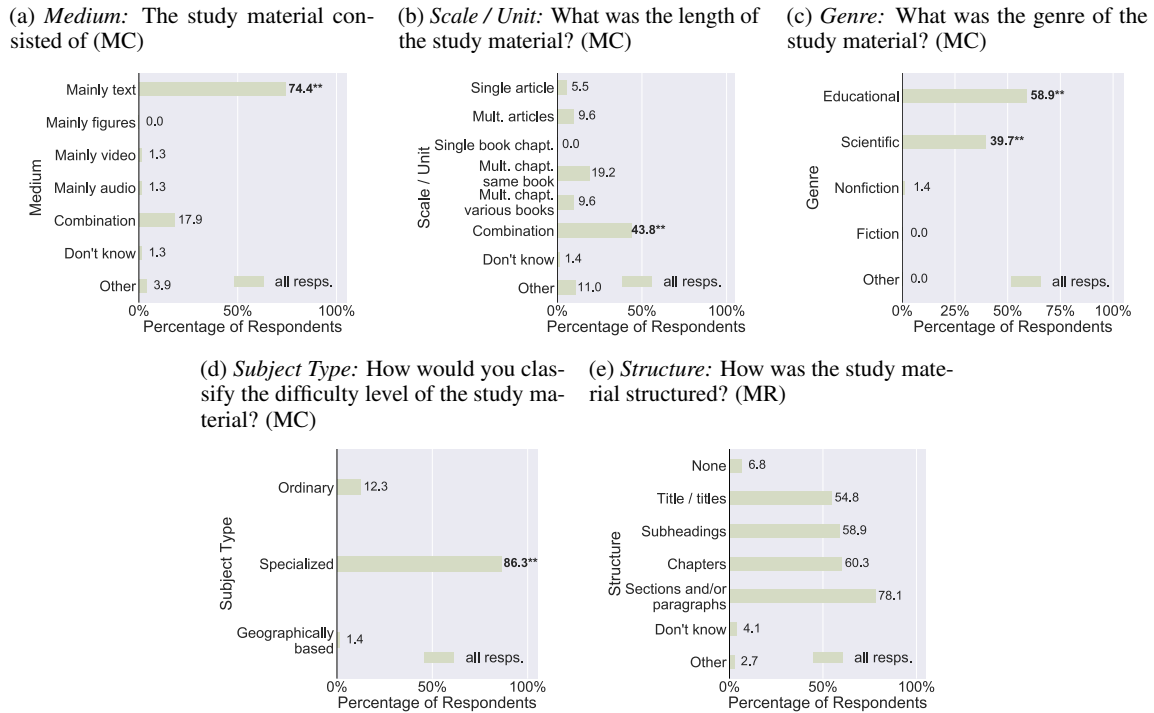 (a) Medium: The study material con-
sisted of (MC)
Mainly text
74.4**
Mainly figures
0.0
Mainly video
1.3
Mainly audio
1.3
Combination
17.9
Don't know
1.3
Other
3.9
all resps.
Medium
0%
50%
100%
Percentage of Respondents
(b) Scale / Unit: What was the length of
the study material? (MC)
Single article
5.5
Mult. articles
9.6
Single book chapt.
0.0
Mult. chapt.
same book
19.2
Mult. chapt.
various books
9.6
Combination
43.8**
Don't know
1.4
Other
11.0
all resps.
Scale / Unit
0%
50%
100%
Percentage of Respondents
(c) Genre: What was the genre of the
study material? (MC)
Educational
58.9**
Scientific
39.7**
Nonfiction
1.4
Fiction
0.0
Other
0.0
all resps.
Genre
0%
25%
50%
75%
100%
Percentage of Respondents
(d) Subject Type: How would you clas-
sify the difficulty level of the study ma-
terial? (MC)
Ordinary
12.3
Specialized
86.3**
Geographically
based
1.4
all resps.
Subject Type
0%
50%
100%
Percentage of Respondents
(e) Structure: How was the study mate-
rial structured? (MR)
None
6.8
Title / titles
54.8
Subheadings
58.9
Chapters
60.3
Sections and/or
paragraphs
78.1
Don't know
4.1
Other
2.7
all resps.
Structure
0%
50%
100%
Percentage of Respondents